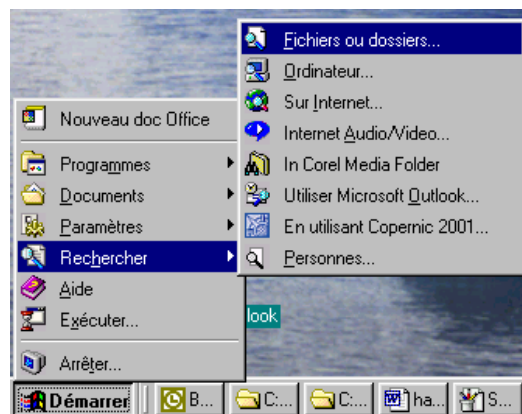 Fichiers ou dossiers...
Ordinateur...
Sur Internet...
Internet Audio/Video...
In Corel Media Folder
Utiliser Microsoft Outlook...
En utilisant Copernic 2001...
Personnes...
Nouveau doc Office
Programmes
Documents
Paramètres
Rechercher
Aide
Exécuter...
Arrêter...
look
Démarrer B... C:... C:... ha... S...